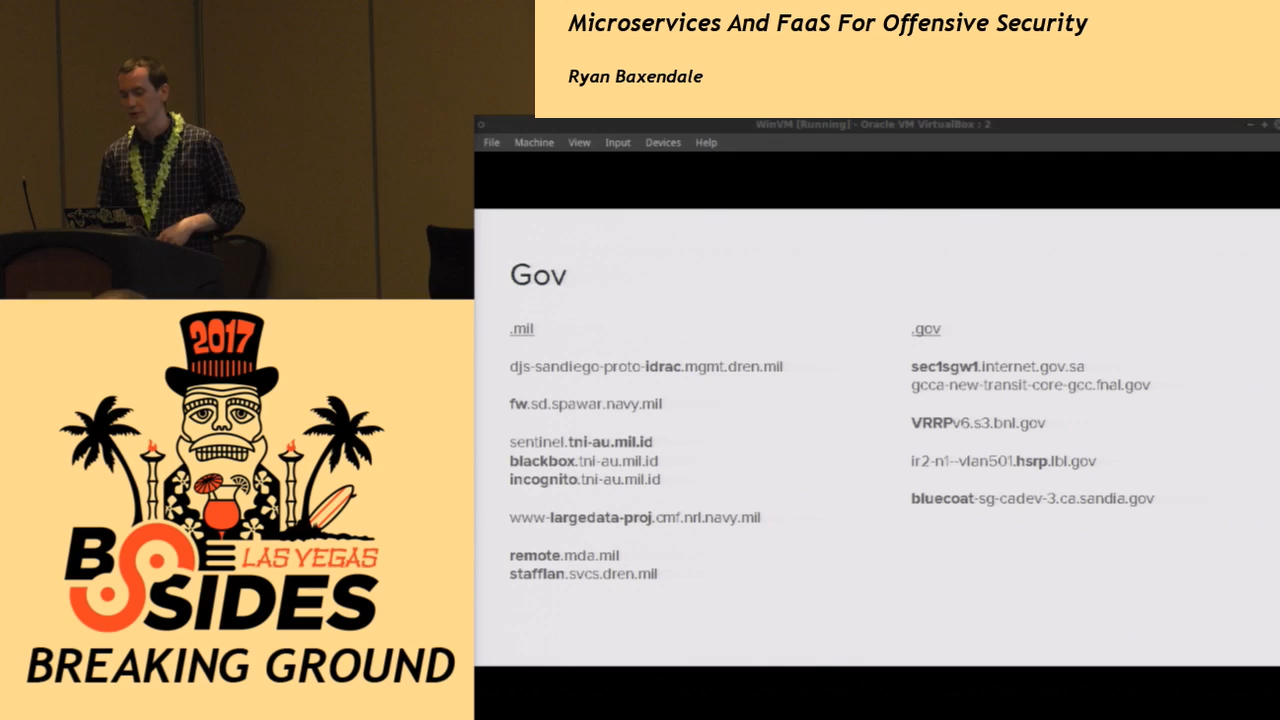 Microservices And FaaS For Offensive Security
Ryan Baxendale
WinVM [Running] - Oracle VM VirtualBox : 2
File Machine View Input Devices Help
Gov
.mil
djs-sandiego-proto-idrac.mgmt.dren.mil
fw.sd.spawar.navy.mil
sentinel.tni-au.mil.id
blackbox.tni-au.mil.id
incognito.tni-au.mil.id
www-largedata-proj.cmf.nrl.navy.mil
remote.mda.mil
stafflan.svcs.dren.mil
.gov
sec1sgw1.internet.gov.sa
gcca-new-transit-core-gcc.fnal.gov
VRRPv6.s3.bnl.gov
ir2-n1--vlan501.hsrp.lbl.gov
bluecoat-sg-cadev-3.ca.sandia.gov
2017
BSIDES
LAS VEGAS
BREAKING GROUND